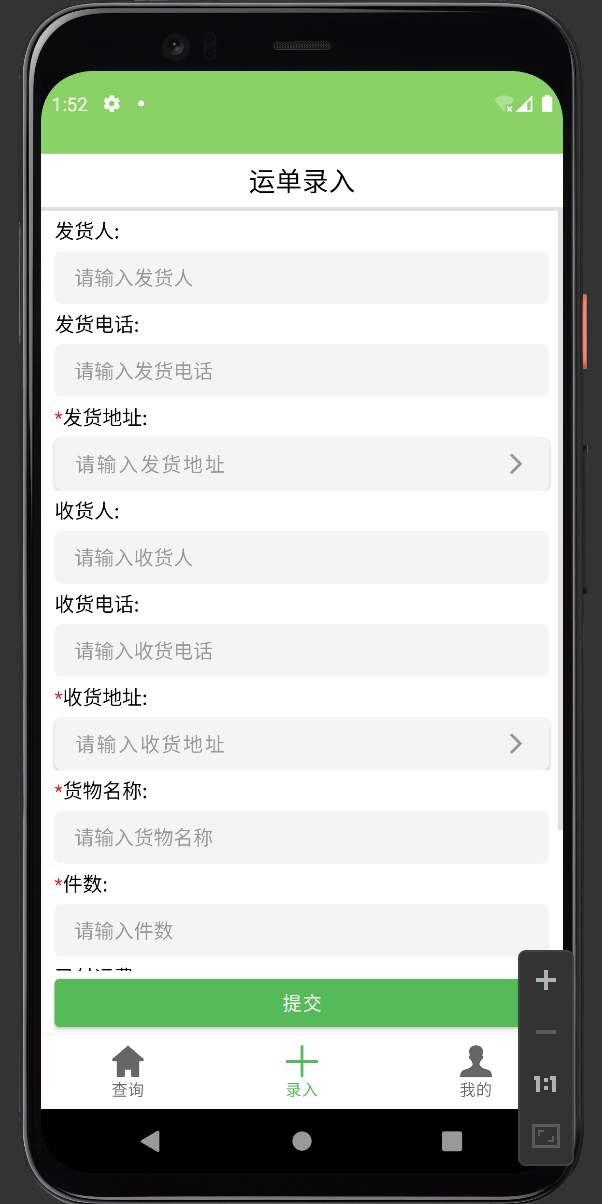 1:52
运单录入
发货人:
请输入发货人
发货电话:
请输入发货电话
*发货地址:
请输入发货地址
收货人:
请输入收货人
收货电话:
请输入收货电话
*收货地址:
请输入收货地址
*货物名称:
请输入货物名称
*件数:
请输入件数
提交
查询
录入
我的
1:1